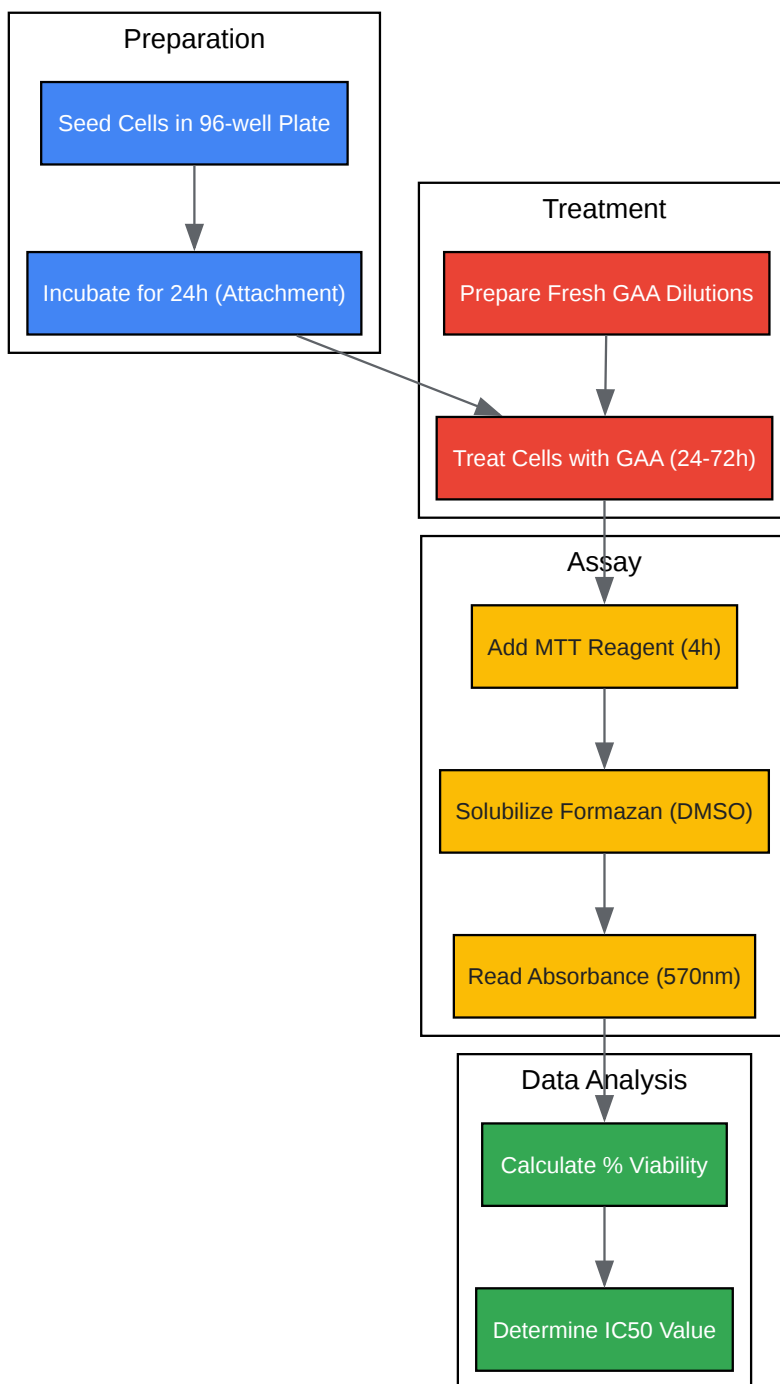 Preparation
Seed Cells in 96-well Plate
Incubate for 24h (Attachment)
Treatment
Prepare Fresh GAA Dilutions
Treat Cells with GAA (24-72h)
Assay
Add MTT Reagent (4h)
Solubilize Formazan (DMSO)
Read Absorbance (570nm)
Data Analysis
Calculate % Viability
Determine IC50 Value